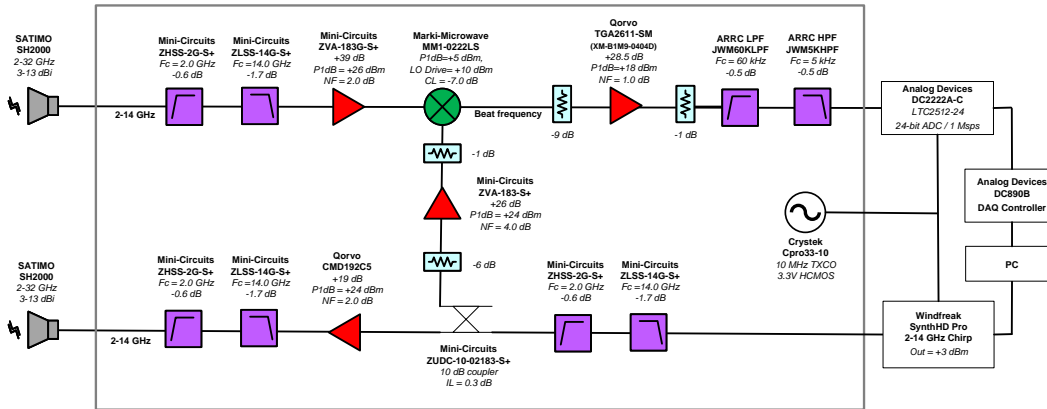 SATIMO
SH2000
2-32 GHz
3-13 dBi
2-14 GHz
Mini-Circuits
ZHSS-2G-S+
Fc = 2.0 GHz
-0.6 dB
Mini-Circuits
ZLSS-14G-S+
Fc =14.0 GHz
-1.7 dB
Mini-Circuits
ZVA-183G-S+
+39 dB
P1dB = +26 dBm
NF = 2.0 dB
Marki-Microwave
MM1-0222LS
P1dB=+5 dBm,
LO Drive= +10 dBm
CL = -7.0 dB
Beat frequency
-9 dB
Qorvo
TGA2611-SM
(XM-B1M9-0404D)
+28.5 dB
P1dB=+18 dBm
NF = 1.0 dB
-1 dB
ARRC LPF
JWM60KLPF
Fc = 60 kHz
-0.5 dB
ARRC HPF
JWM5KHPF
Fc = 5 kHz
-0.5 dB
Analog Devices
DC2222A-C
LTC2512-24
24-bit ADC / 1 Msps
-1 dB
Mini-Circuits
ZVA-183-S+
+26 dB
P1dB = +24 dBm
NF = 4.0 dB
-6 dB
Crystek
Cpro33-10
10 MHz TXCO
3.3V HCMOS
Analog Devices
DC890B
DAQ Controller
PC
SATIMO
SH2000
2-32 GHz
3-13 dBi
2-14 GHz
Mini-Circuits
ZHSS-2G-S+
Fc = 2.0 GHz
-0.6 dB
Mini-Circuits
ZLSS-14G-S+
Fc =14.0 GHz
-1.7 dB
Qorvo
CMD192C5
+19 dB
P1dB = +24 dBm
NF = 2.0 dB
Mini-Circuits
ZUDC-10-02183-S+
10 dB coupler
IL = 0.3 dB
Mini-Circuits
ZHSS-2G-S+
Fc = 2.0 GHz
-0.6 dB
Mini-Circuits
ZLSS-14G-S+
Fc =14.0 GHz
-1.7 dB
Windfreak
SynthHD Pro
2-14 GHz Chirp
Out = +3 dBm